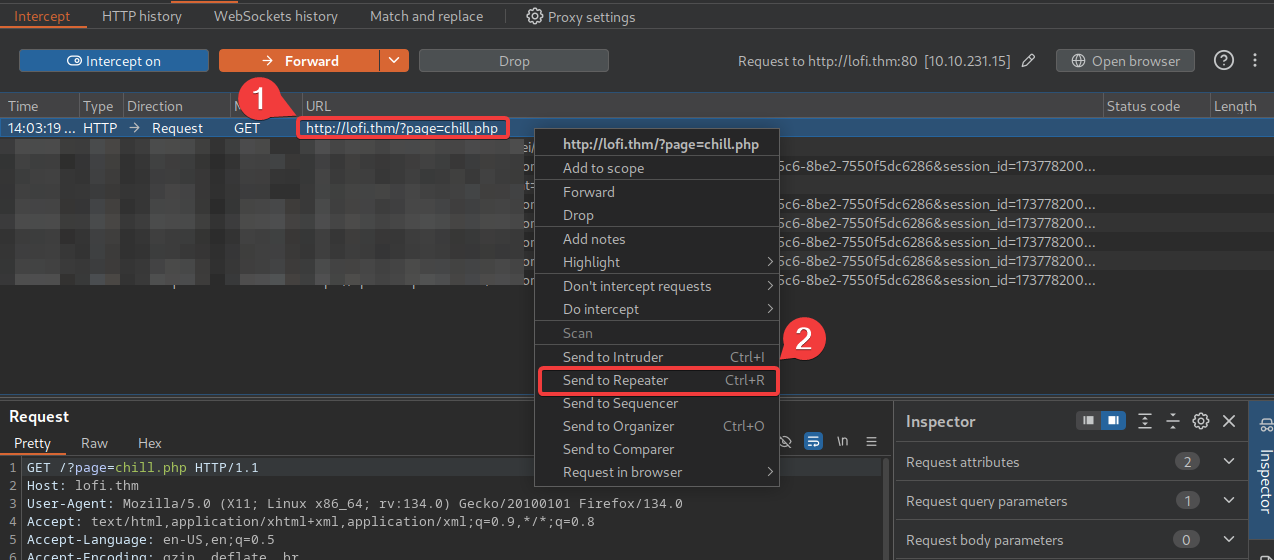 Intercept HTTP history WebSockets history Match and replace Proxy settings
Intercept on Forward Drop Request to http://lofi.thm:80 [10.10.231.15] Open browser
1
Time Type Direction URL Status code Length
14:03:19 ... HTTP → Request GET http://lofi.thm/?page=chill.php
http://lofi.thm/?page=chill.php
Add to scope
5c6-8be2-7550f5dc6286&session_id=173778200...
Forward
5c6-8be2-7550f5dc6286&session_id=173778200...
Drop
5c6-8be2-7550f5dc6286&session_id=173778200...
Add notes
5c6-8be2-7550f5dc6286&session_id=173778200...
Highlight
5c6-8be2-7550f5dc6286&session_id=173778200...
Don't intercept requests
5c6-8be2-7550f5dc6286&session_id=173778200...
Do intercept
Scan
2
Send to Intruder Ctrl+I
Send to Repeater Ctrl+R
Send to Sequencer
Send to Organizer Ctrl+O
Send to Comparer
Request in browser
Request
Pretty Raw Hex \n
1 GET /?page=chill.php HTTP/1.1
2 Host: lofi.thm
3 User-Agent: Mozilla/5.0 (X11; Linux x86_64; rv:134.0) Gecko/20100101 Firefox/134.0
4 Accept: text/html,application/xhtml+xml,application/xml;q=0.9,*/*;q=0.8
5 Accept-Language: en-US,en;q=0.5
6 Accept-Encoding: gzip, deflate, br
Inspector
Request attributes 2
Request query parameters 1
Request body parameters 0
Inspector